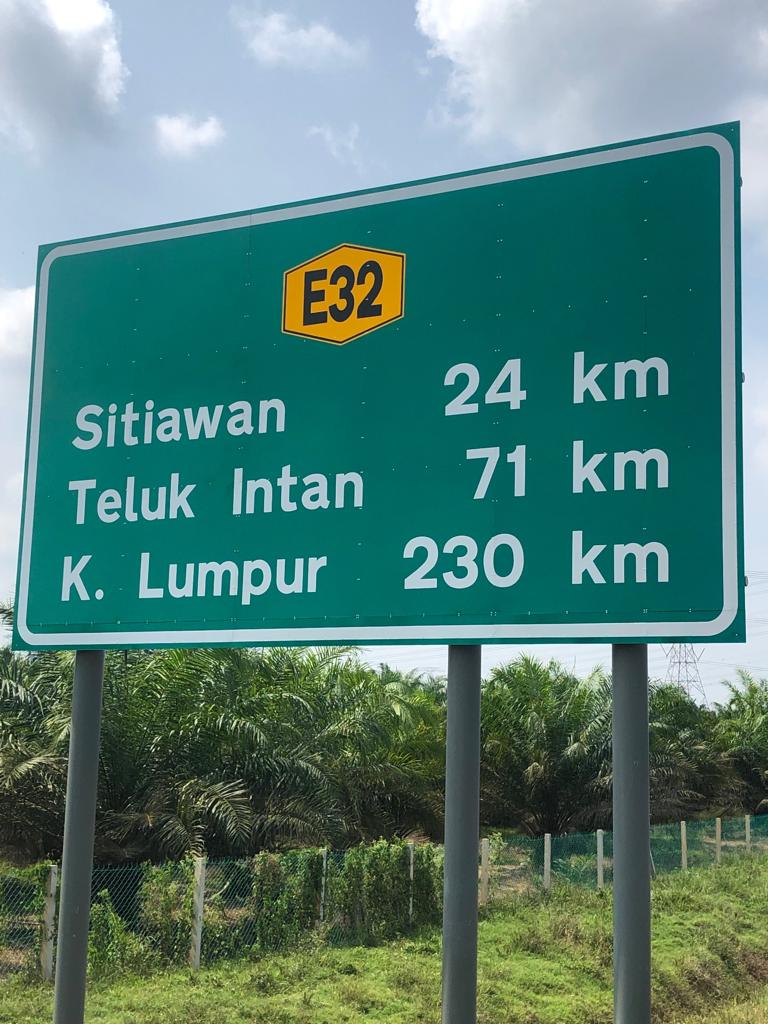 E32
Sitiawan 24 km
Teluk Intan 71 km
K. Lumpur 230 km